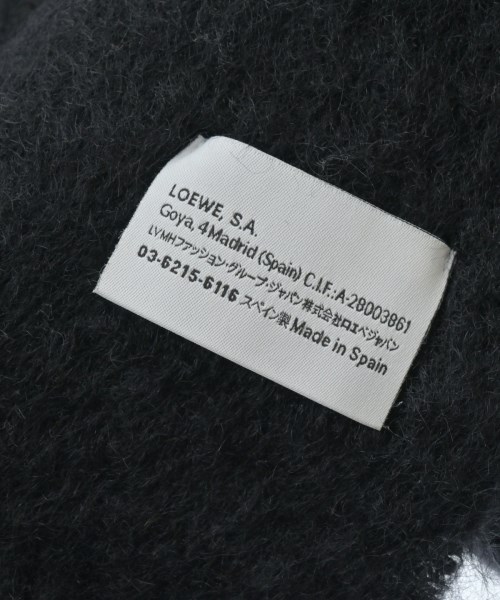 LOEWE, S.A.
Goya, 4 Madrid (Spain) C.I.F.:A-28003861
LVMHファッション・グループ・ジャパン株式会社ロエベジャパン
03-6215-6116 スペイン製 Made in Spain